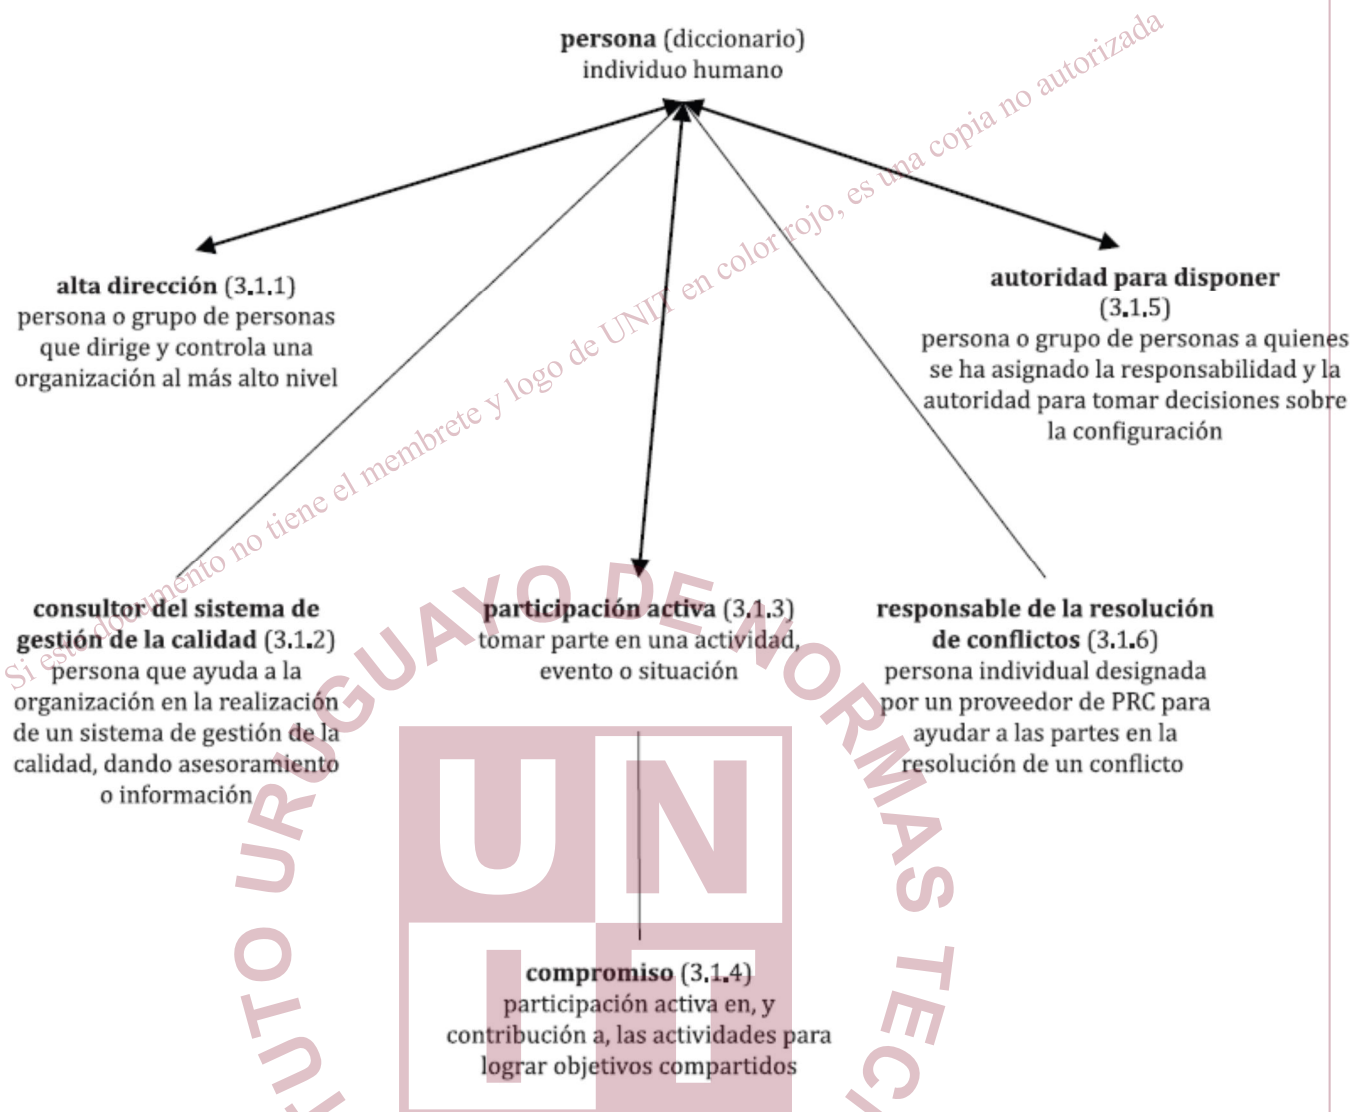 persona (diccionario)
individuo humano
alta dirección (3.1.1)
persona o grupo de personas
que dirige y controla una
organización al más alto nivel
autoridad para disponer
(3.1.5)
persona o grupo de personas a quienes
se ha asignado la responsabilidad y la
autoridad para tomar decisiones sobre
la configuración
consultor del sistema de
gestión de la calidad (3.1.2)
persona que ayuda a la
organización en la realización
de un sistema de gestión de la
calidad, dando asesoramiento
o información
participación activa (3.1.3)
tomar parte en una actividad,
evento o situación
responsable de la resolución
de conflictos (3.1.6)
persona individual designada
por un proveedor de PRC para
ayudar a las partes en la
resolución de un conflicto
compromiso (3.1.4)
participación activa en, y
contribución a, las actividades para
lograr objetivos compartidos
Si este documento no tiene el membrete y logo de UNIT en color rojo, es una copia no autorizada
URUGUAYO DE NORMAS
UN
IT